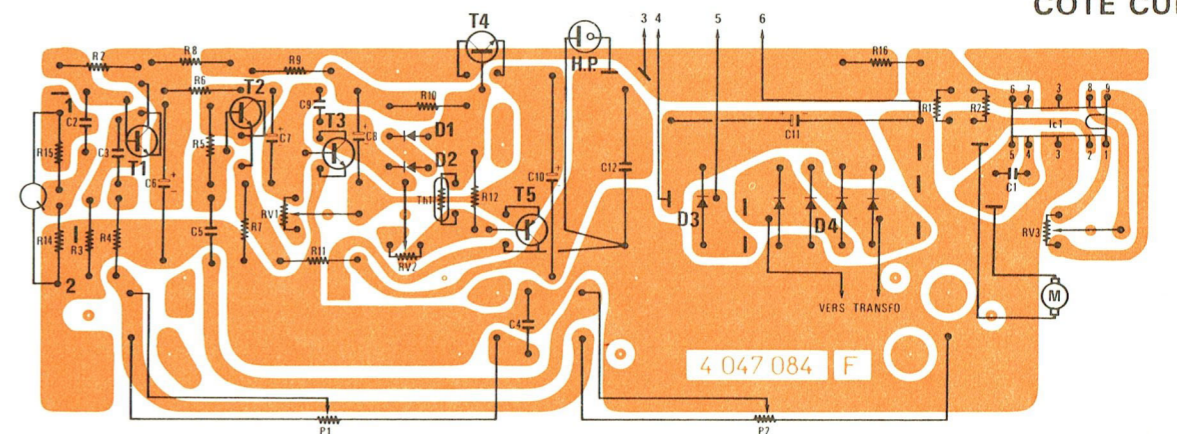 COTE CUI
T4
H.P.
3 4 5 6
R2 R8 R9 R16
R6 T2 R10
1 C2 C9 C8 D1 C11 R1 R2 6 7 3 8 9
Ic1
R15 C3 T1 R5 C7 T3 D2 C10 C12 5 4 3 2 1
C6 Th1 R12 T5 C1
RV1 D3 D4
R14 R3 R4 C5 R7 RV3
R11 RV2
2
M
VERS TRANSFO
C4
4 047 084 F
P1 P2